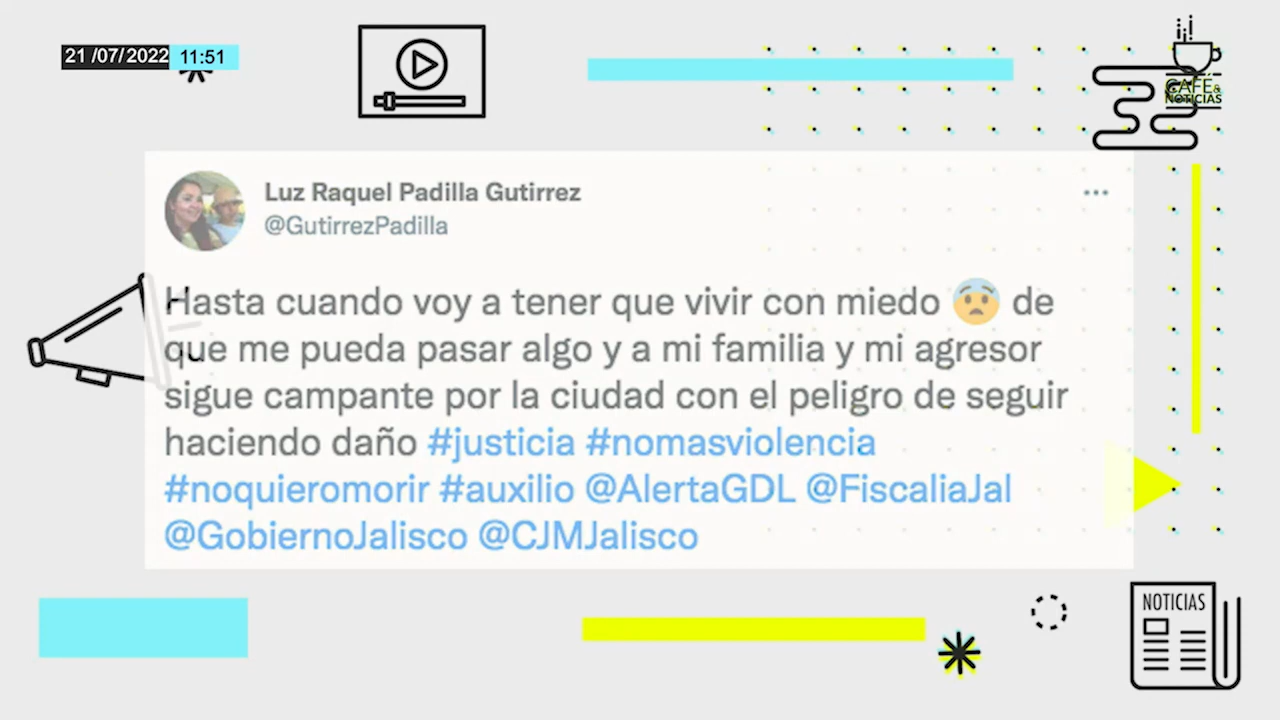 21 /07/ 2022 11:51
CAFÉ &
NOTICIAS
Luz Raquel Padilla Gutirrez
@GutirrezPadilla
Hasta cuando voy a tener que vivir con miedo 😨 de
que me pueda pasar algo y a mi familia y mi agresor
sigue campante por la ciudad con el peligro de seguir
haciendo daño #justicia #nomasviolencia
#noquieromorir #auxilio @AlertaGDL @FiscaliaJal
@GobiernoJalisco @CJMJalisco
NOTICIAS